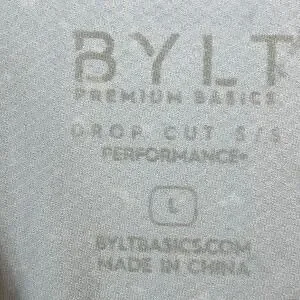 BYLT
PREMIUM BASICS
DROP CUT S/S
PERFORMANCE+
L
BYLTBASICS.COM
MADE IN CHINA